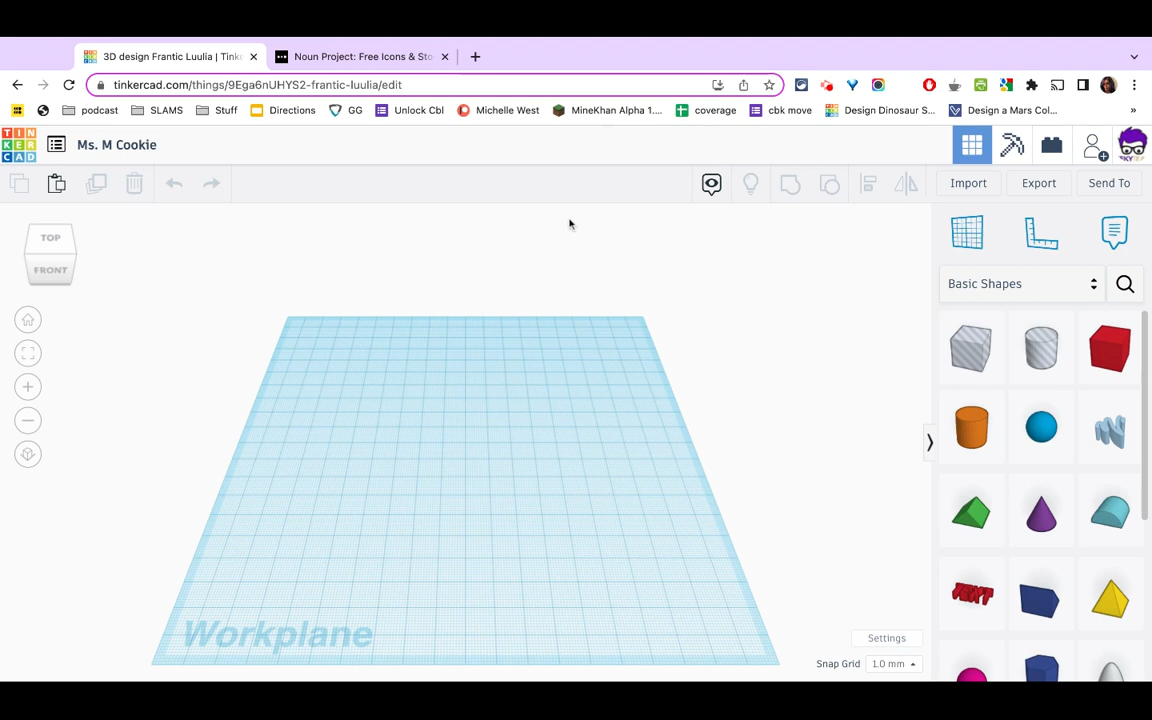 3D design Frantic Luulia | Tink
Noun Project: Free Icons & Sto
tinkercad.com/things/9Ega6nUHYS2-frantic-luulia/edit
podcast
SLAMS
Stuff
Directions
GG
Unlock Cbl
Michelle West
MineKhan Alpha 1....
coverage
cbk move
Design Dinosaur S...
Design a Mars Col...
TIN
KER
CAD
Ms. M Cookie
Import
Export
Send To
TOP
FRONT
Basic Shapes
TEXT
Workplane
Settings
Snap Grid
1.0 mm